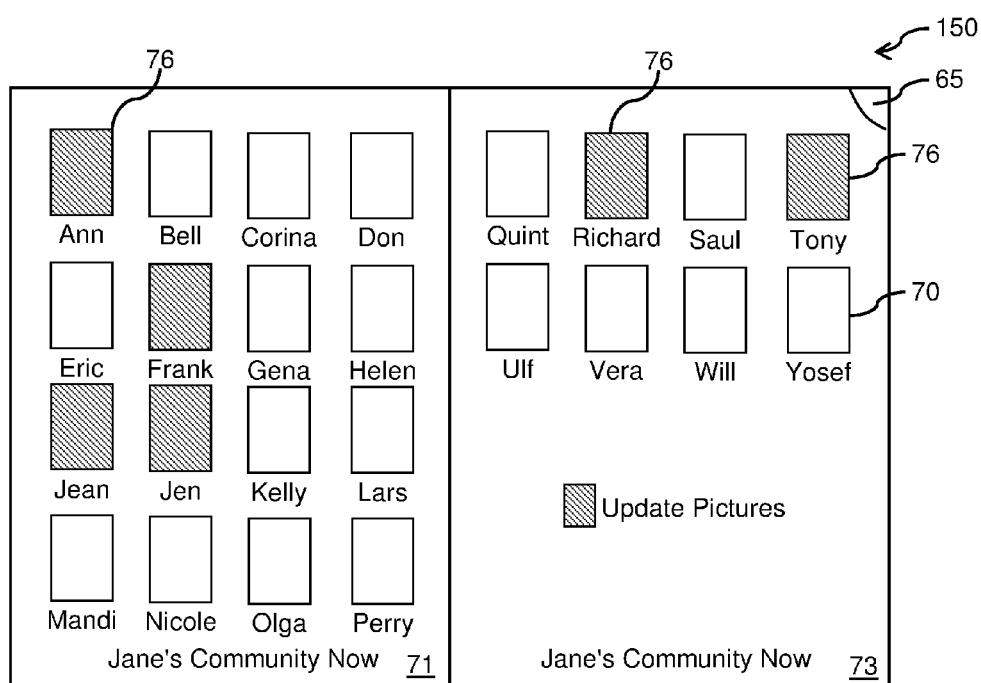 150
76
76
65
76
Ann Bell Corina Don
Quint Richard Saul Tony
70
Eric Frank Gena Helen
Ulf Vera Will Yosef
Jean Jen Kelly Lars
Update Pictures
Mandi Nicole Olga Perry
Jane's Community Now 71
Jane's Community Now 73